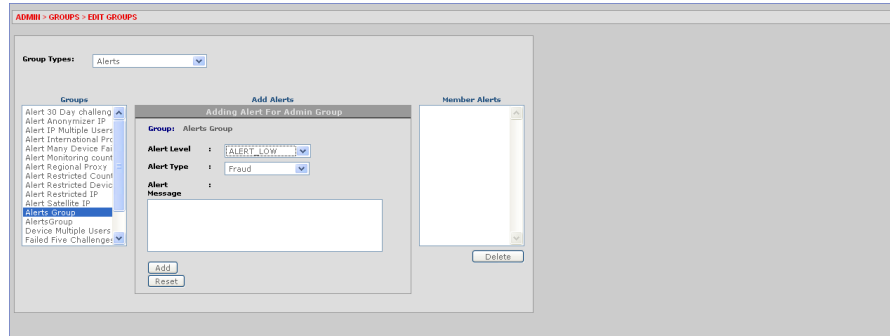 ADMIN > GROUPS > EDIT GROUPS
Group Types:
Alerts
Groups
Alert 30 Day challeng
Alert Anonymizer IP
Alert IP Multiple Users
Alert International Pro
Alert Many Device Fai
Alert Monitoring count
Alert Regional Proxy
Alert Restricted Count
Alert Restricted Devic
Alert Restricted IP
Alert Satellite IP
Alerts Group
AlertsGroup
Device Multiple Users
Failed Five Challenges
Add Alerts
Adding Alert For Admin Group
Group: Alerts Group
Alert Level : ALERT_LOW
Alert Type : Fraud
Alert :
Message
Add
Reset
Member Alerts
Delete